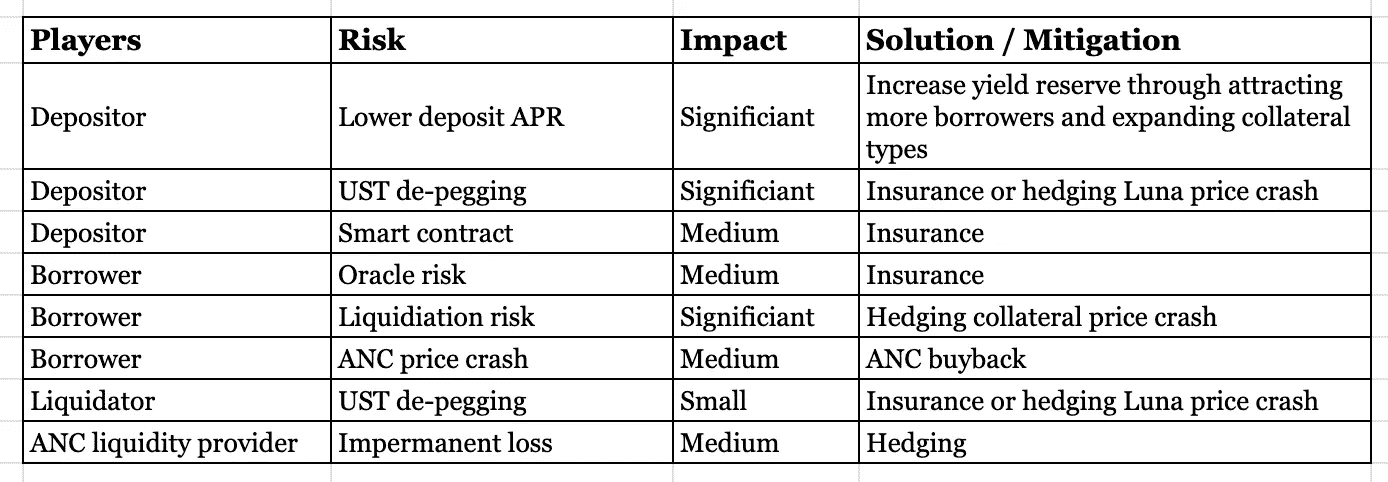 Players Risk Impact Solution / Mitigation
Depositor Lower deposit APR Significiant Increase yield reserve through attracting
more borrowers and expanding collateral
types
Depositor UST de-pegging Significiant Insurance or hedging Luna price crash
Depositor Smart contract Medium Insurance
Borrower Oracle risk Medium Insurance
Borrower Liquidiation risk Significiant Hedging collateral price crash
Borrower ANC price crash Medium ANC buyback
Liquidator UST de-pegging Small Insurance or hedging Luna price crash
ANC liquidity provider Impermanent loss Medium Hedging